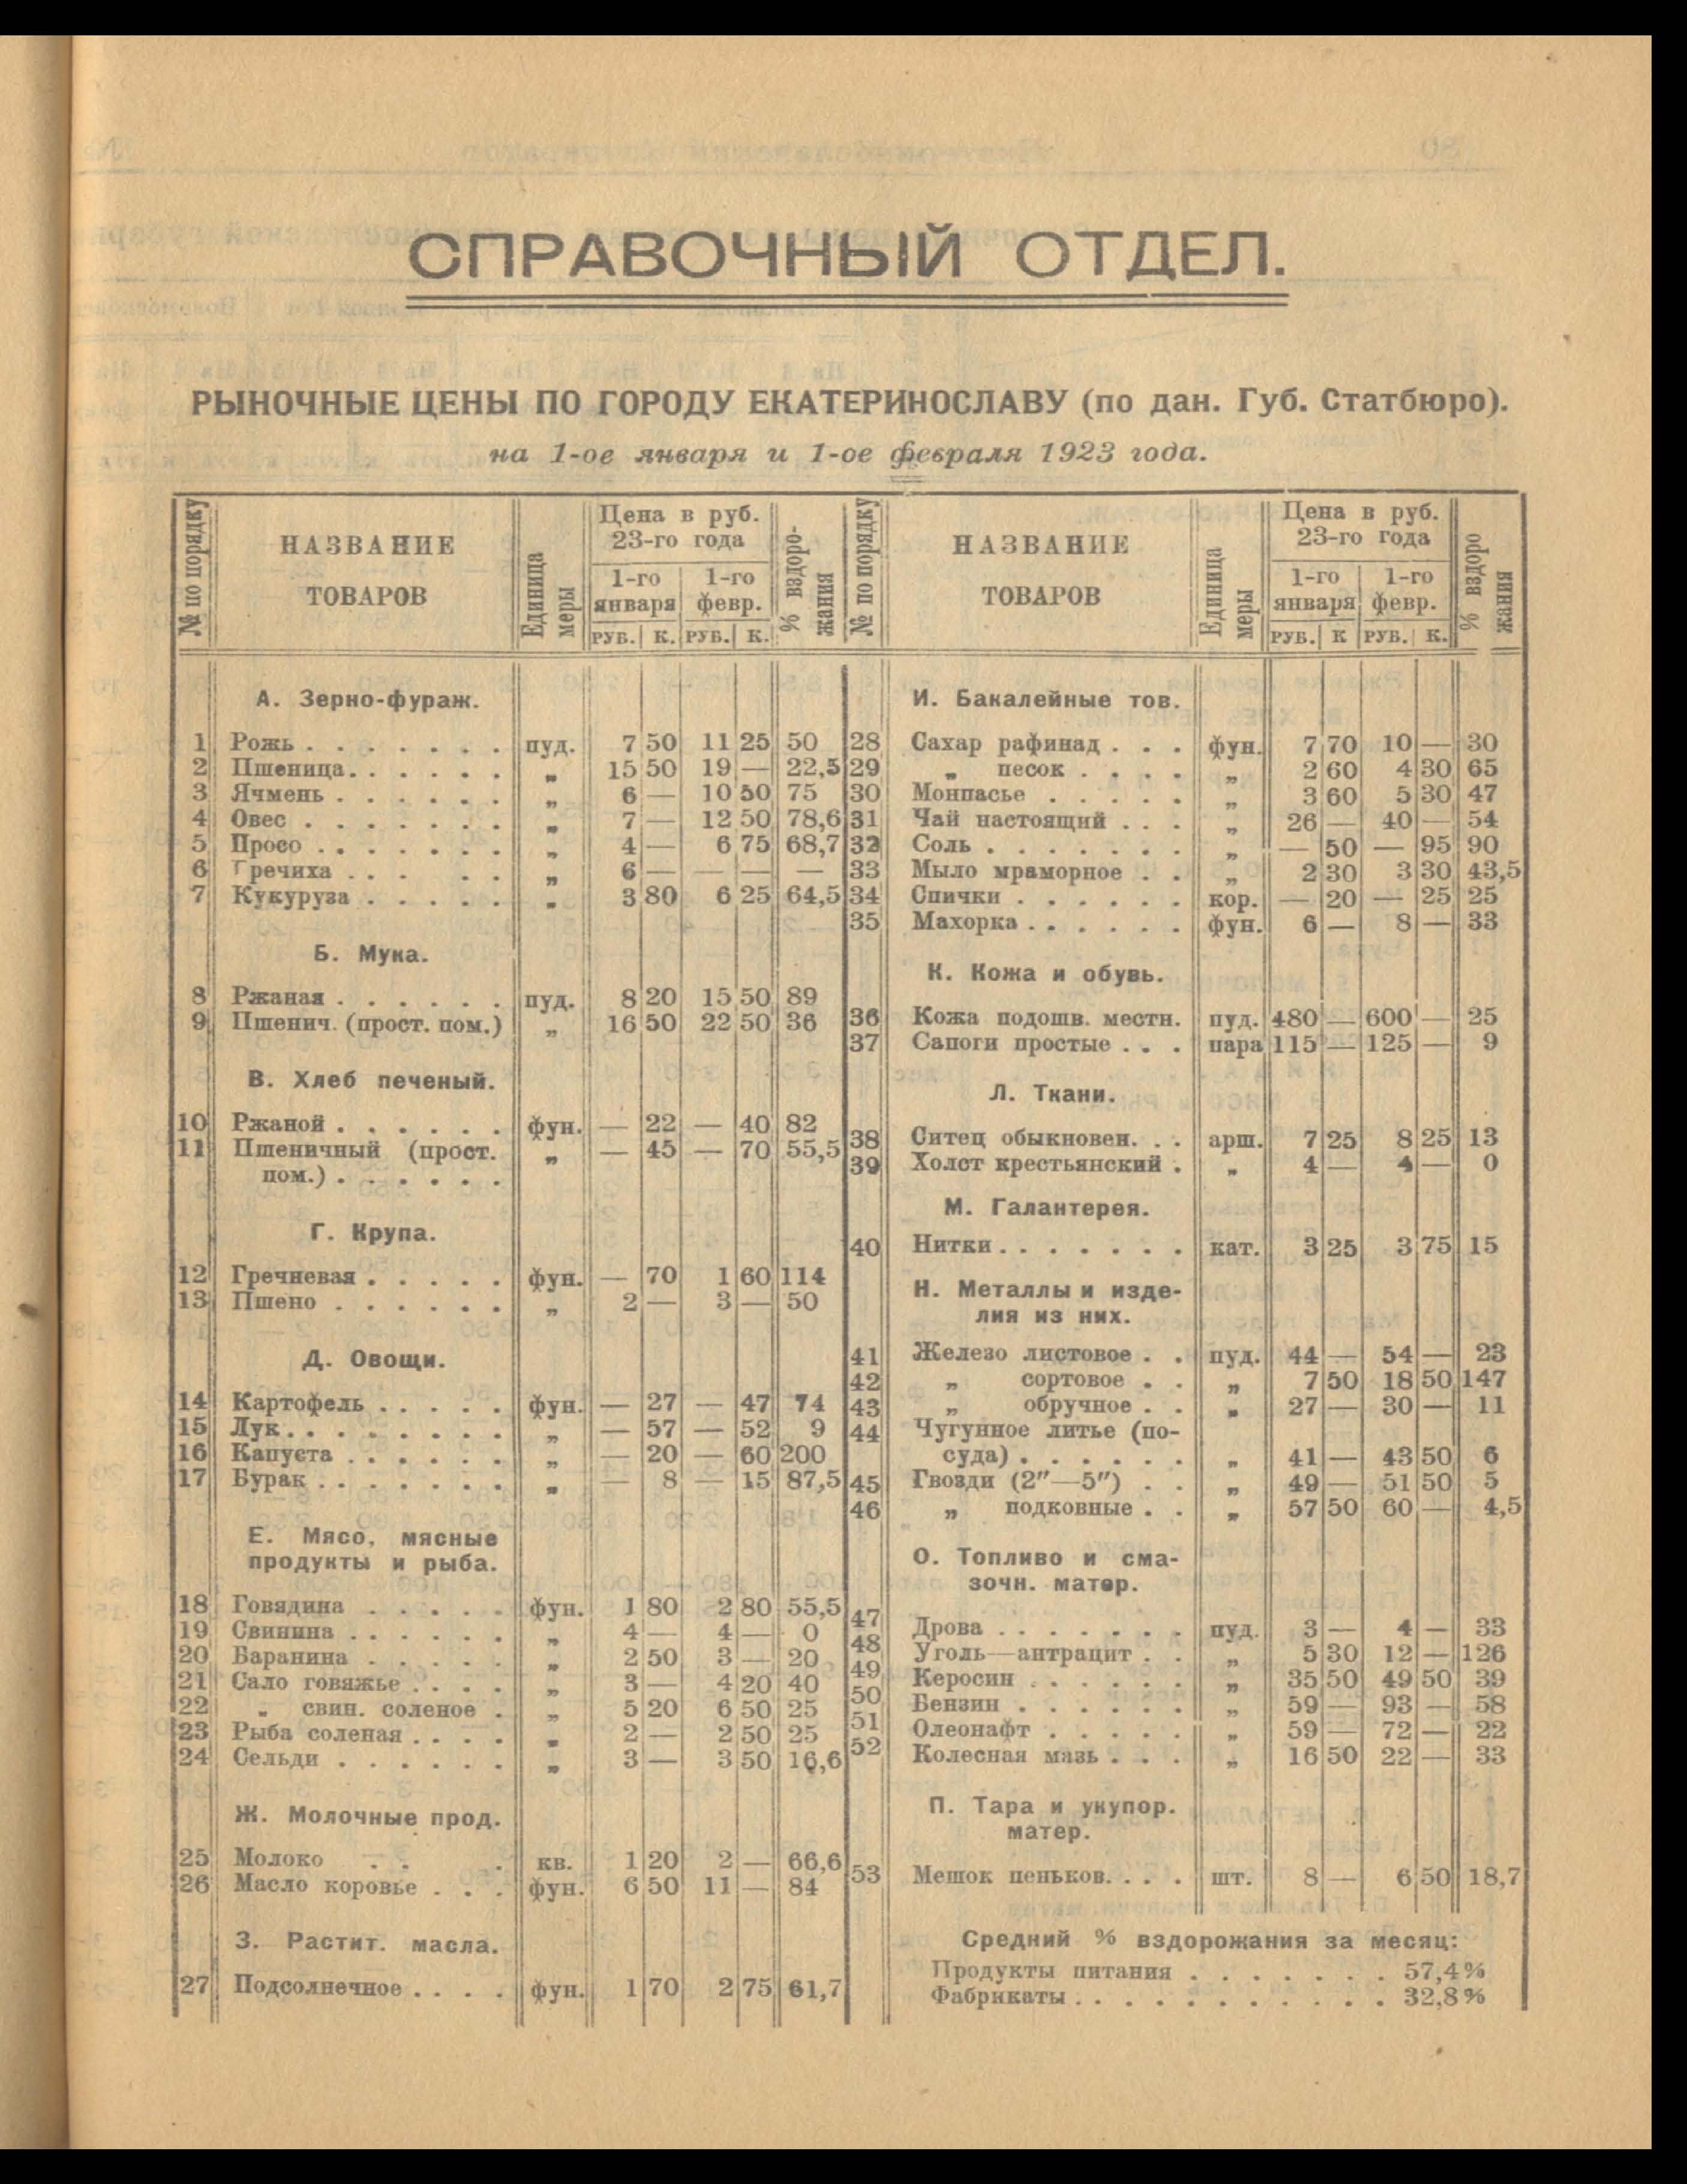 СПРАВОЧНЫЙ ОТДЕЛ.
РЫНОЧНЫЕ ЦЕНЫ ПО ГОРОДУ ЕКАТЕРИНОСЛАВУ (по дан. Губ. Статбюро).
на 1-ое января и 1-ое февраля 1923 года.
№ по порядку
НАЗВАНИЕ
ТОВАРОВ
Единица меры
Цена в руб.
23-го года
1-го января
1-го февр.
РУБ. К. РУБ. К.
% вздоро-
жания
А. Зерно-фураж.
1 Рожь . . . . . . . пуд. 7 50 11 25 50
2 Пшеница. . . . . . „ 15 50 19 — 22,5
3 Ячмень . . . . . . „ 6 — 10 50 75
4 Овес . . . . . . . „ 7 — 12 50 78,6
5 Просо . . . . . . . „ 4 — 6 75 68,7
6 Гречиха . . . . . „ 6 — — — —
7 Кукуруза . . . . . „ 3 80 6 25 64,5
Б. Мука.
8 Ржаная . . . . . . пуд. 8 20 15 50 89
9 Пшенич. (прост. пом.) „ 16 50 22 50 36
В. Хлеб печеный.
10 Ржаной . . . . . . фун. — 22 — 40 82
11 Пшеничный (прост. „ — 45 — 70 55,5
пом.) . . . . . .
Г. Крупа.
12 Гречневая . . . . . фун. — 70 1 60 114
13 Пшено . . . . . . „ 2 — 3 — 50
Д. Овощи.
14 Картофель . . . . . фун. — 27 — 47 74
15 Лук . . . . . . . . „ — 57 — 52 9
16 Капуста . . . . . . „ — 20 — 60 200
17 Бурак . . . . . . . „ — 8 — 15 87,5
Е. Мясо, мясные
продукты и рыба.
18 Говядина . . . . . фун. 1 80 2 80 55,5
19 Свинина . . . . . . „ 4 — 4 — 0
20 Баранина . . . . . „ 2 50 3 — 20
21 Сало говяжье . . . . „ 3 — 4 20 40
22 „ свин. соленое . „ 5 20 6 50 25
23 Рыба соленая . . . . „ 2 — 2 50 25
24 Сельди . . . . . . „ 3 — 3 50 16,6
Ж. Молочные прод.
25 Молоко . . . кв. 1 20 2 — 66,6
26 Масло коровье . . . фун. 6 50 11 — 84
З. Растит. масла.
27 Подсолнечное . . . . фун. 1 70 2 75 61,7
№ по порядку
НАЗВАНИЕ
ТОВАРОВ
Единица меры
Цена в руб.
23-го года
1-го января
1-го февр.
РУБ. К РУБ. К.
% вздоро
жания
И. Бакалейные тов.
28 Сахар рафинад . . . фун. 7 70 10 — 30
29 „ песок . . . . „ 2 60 4 30 65
30 Монпасье . . . . . „ 3 60 5 30 47
31 Чай настоящий . . . „ 26 — 40 — 54
32 Соль . . . . . . . „ — 50 — 95 90
33 Мыло мраморное . . „ 2 30 3 30 43,5
34 Спички . . . . . . кор. — 20 — 25 25
35 Махорка . . . . . . фун. 6 — 8 — 33
К. Кожа и обувь.
36 Кожа подошв. местн. пуд. 480 — 600 — 25
37 Сапоги простые . . . пара 115 — 125 — 9
Л. Ткани.
38 Ситец обыкновен. . . арш. 7 25 8 25 13
39 Холст крестьянский . „ 4 — 4 — 0
М. Галантерея.
40 Нитки . . . . . . . кат. 3 25 3 75 15
Н. Металлы и изде-
лия из них.
41 Железо листовое . . пуд. 44 — 54 — 23
42 „ сортовое . . „ 7 50 18 50 147
43 „ обручное . . „ 27 — 30 — 11
44 Чугунное литье (по-
суда) . . . . . . „ 41 — 43 50 6
45 Гвозди (2″—5″) . . „ 49 — 51 50 5
46 „ подковные . . „ 57 50 60 — 4,5
О. Топливо и сма-
зочн. матер.
47 Дрова . . . . . . . пуд. 3 — 4 — 33
48 Уголь—антрацит . . „ 5 30 12 — 126
49 Керосин . . . . . . „ 35 50 49 50 39
50 Бензин . . . . . . „ 59 — 93 — 58
51 Олеонафт . . . . . „ 59 — 72 — 22
52 Колесная мазь . . . „ 16 50 22 — 33
П. Тара и укупор.
матер.
53 Мешок пеньков. . . . шт. 8 — 6 50 18,7
Средний % вздорожания за месяц:
Продукты питания . . . . . . . 57,4%
Фабрикаты . . . . . . . . . . . . 32,8%